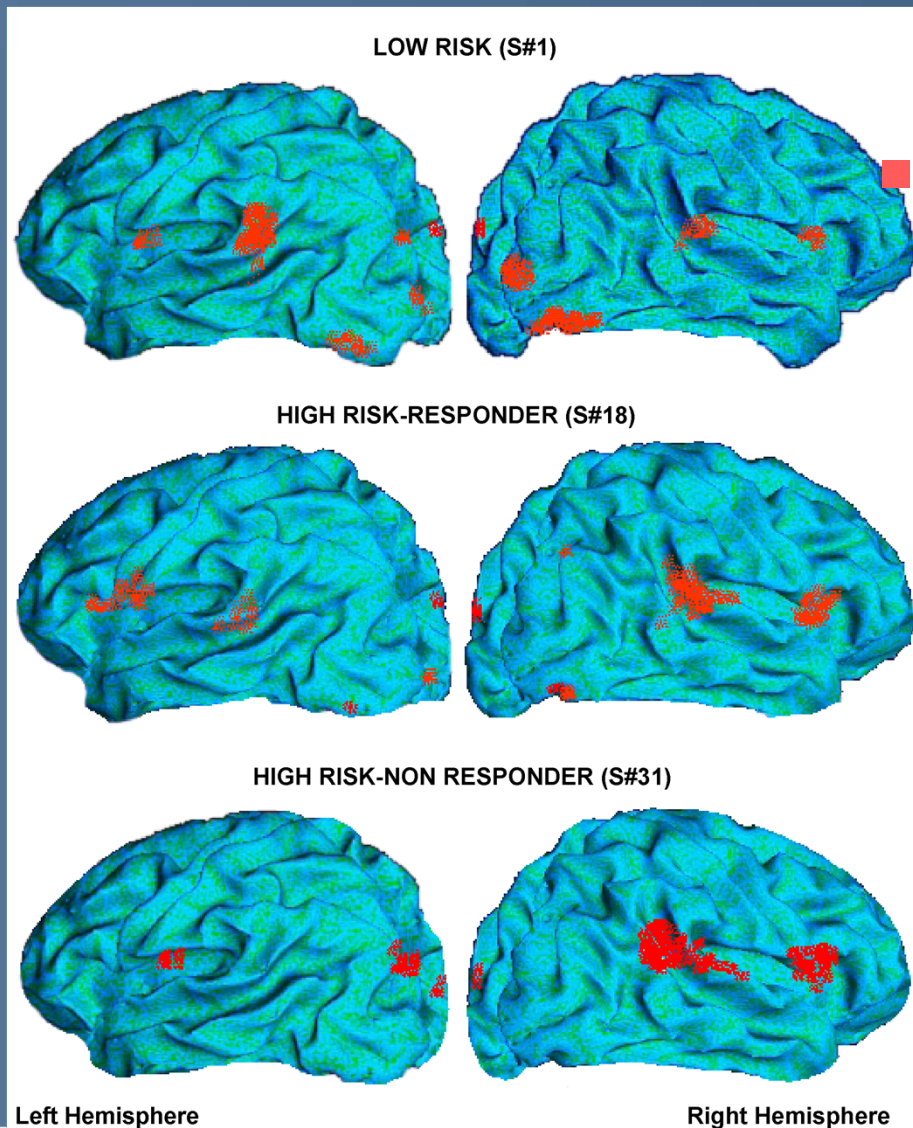 LOW RISK (S#1)
HIGH RISK-RESPONDER (S#18)
HIGH RISK-NON RESPONDER (S#31)
Left Hemisphere
Right Hemisphere